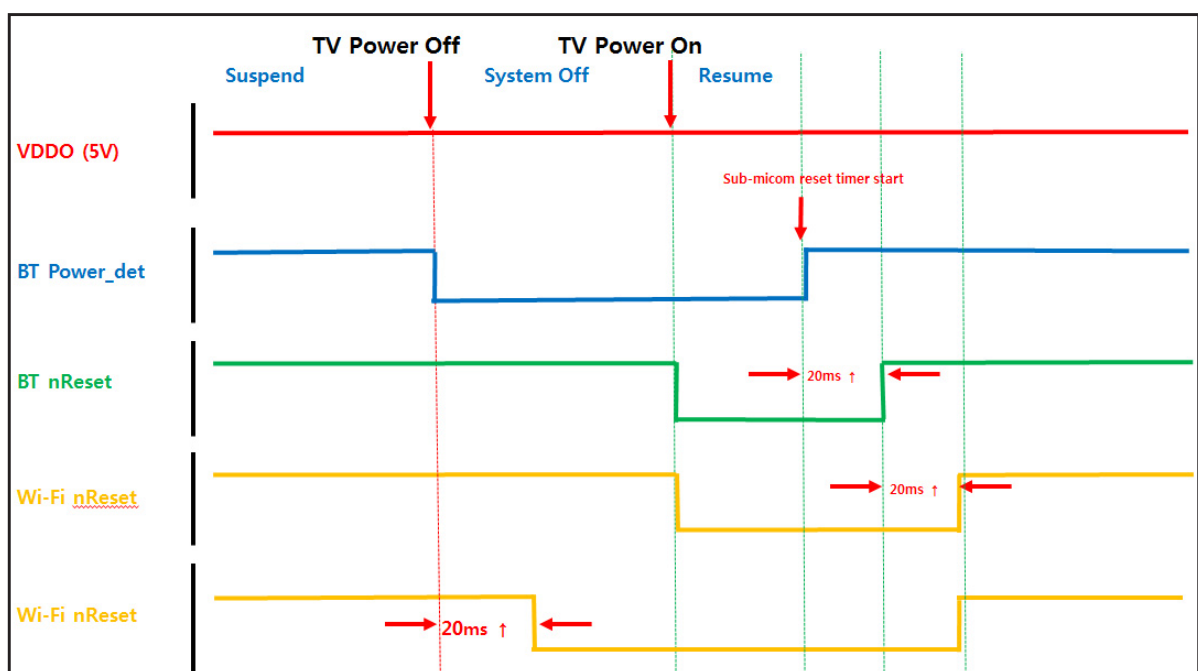 TV Power Off
TV Power On
Suspend
System Off
Resume
VDDO (5V)
Sub-micom reset timer start
BT Power_det
BT nReset
20ms ↑
Wi-Fi nReset
20ms ↑
Wi-Fi nReset
20ms ↑